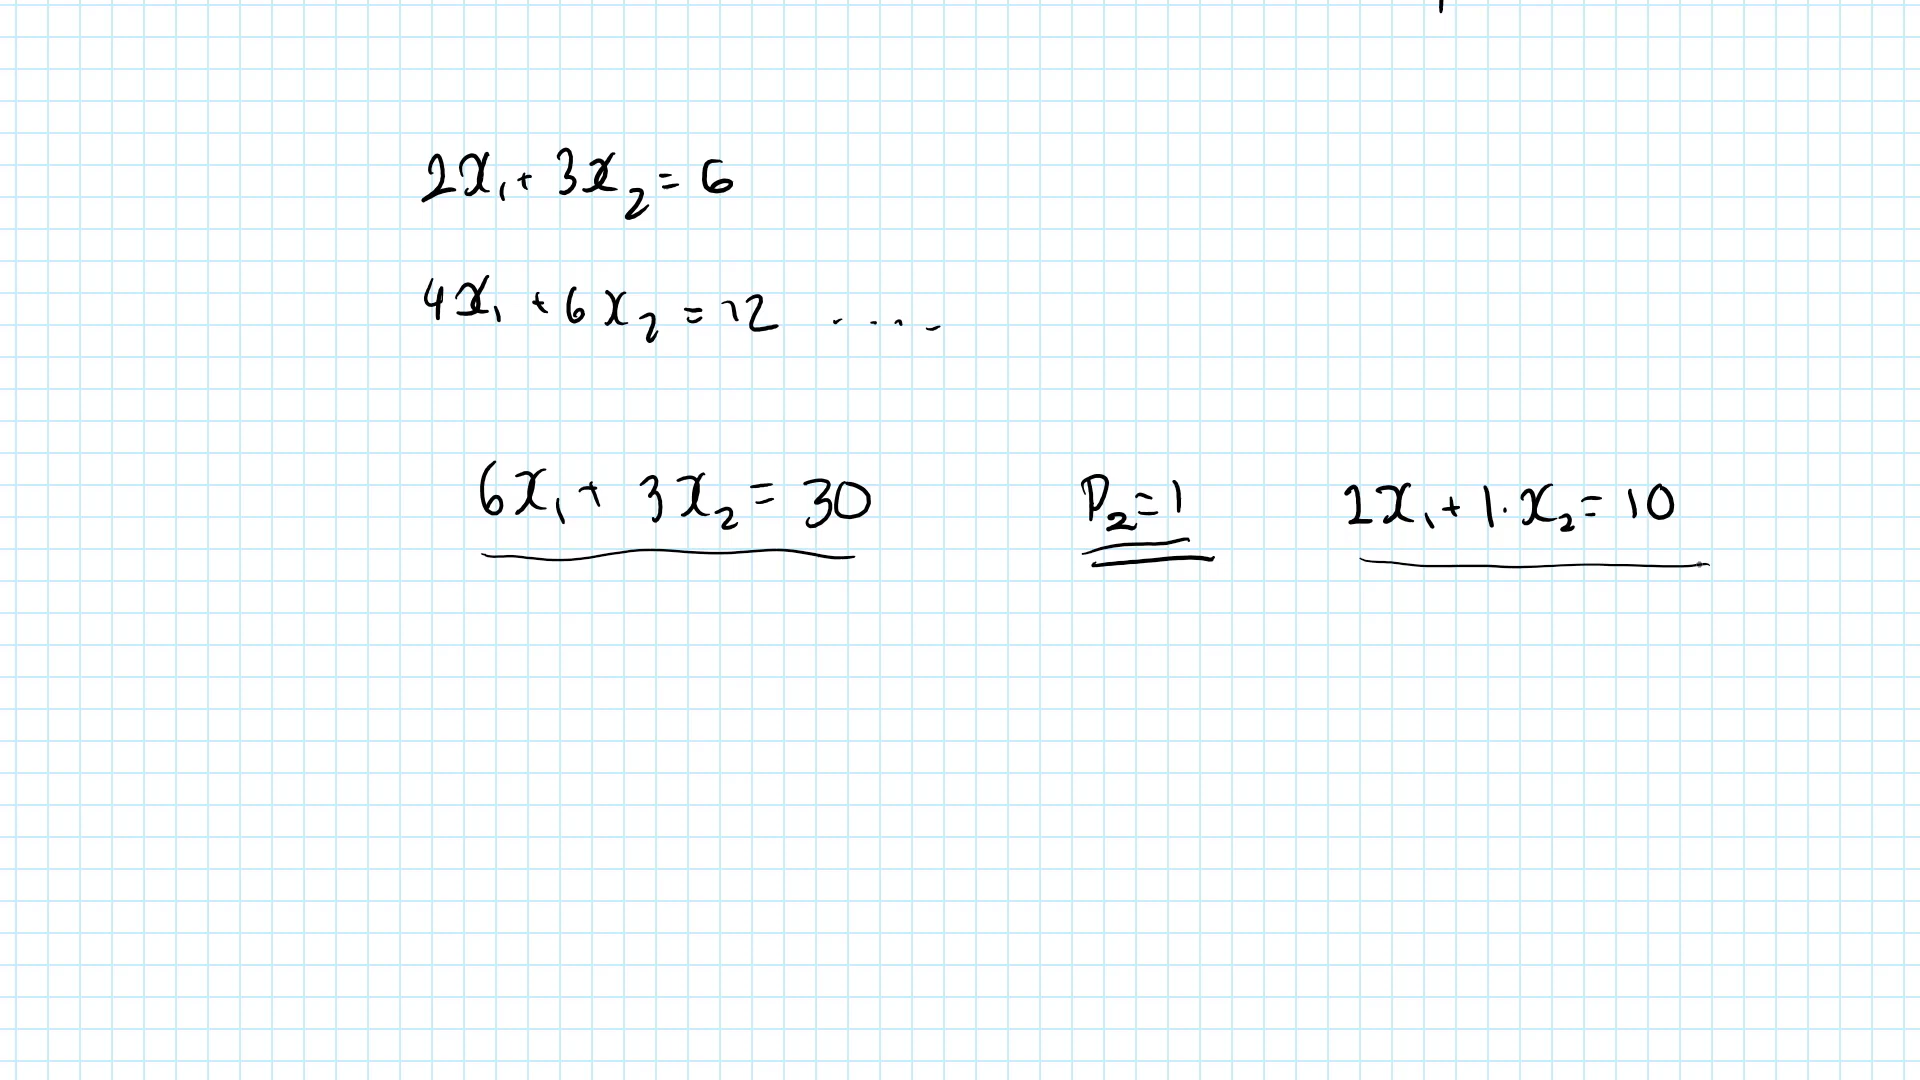 2x₁ + 3x₂ = 6
4x₁ + 6x₂ = 12 ....
6x₁ + 3x₂ = 30 P₂ = 1 2x₁ + 1·x₂ = 10